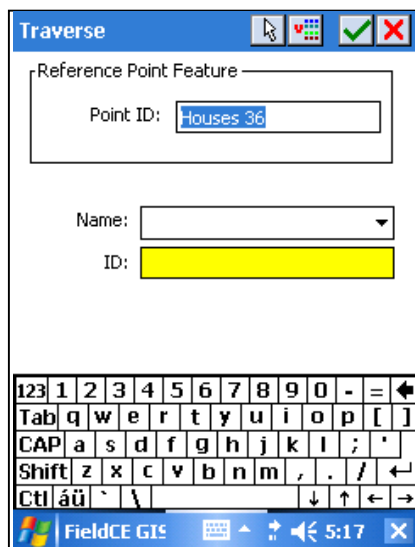 Traverse
Reference Point Feature
Point ID: Houses 36
Name:
ID:
123 1 2 3 4 5 6 7 8 9 0 - =
Tab q w e r t y u i o p [ ]
CAP a s d f g h j k l ; '
Shift z x c v b n m , . /
Ctl áü ` \
FieldCE GIS 5:17